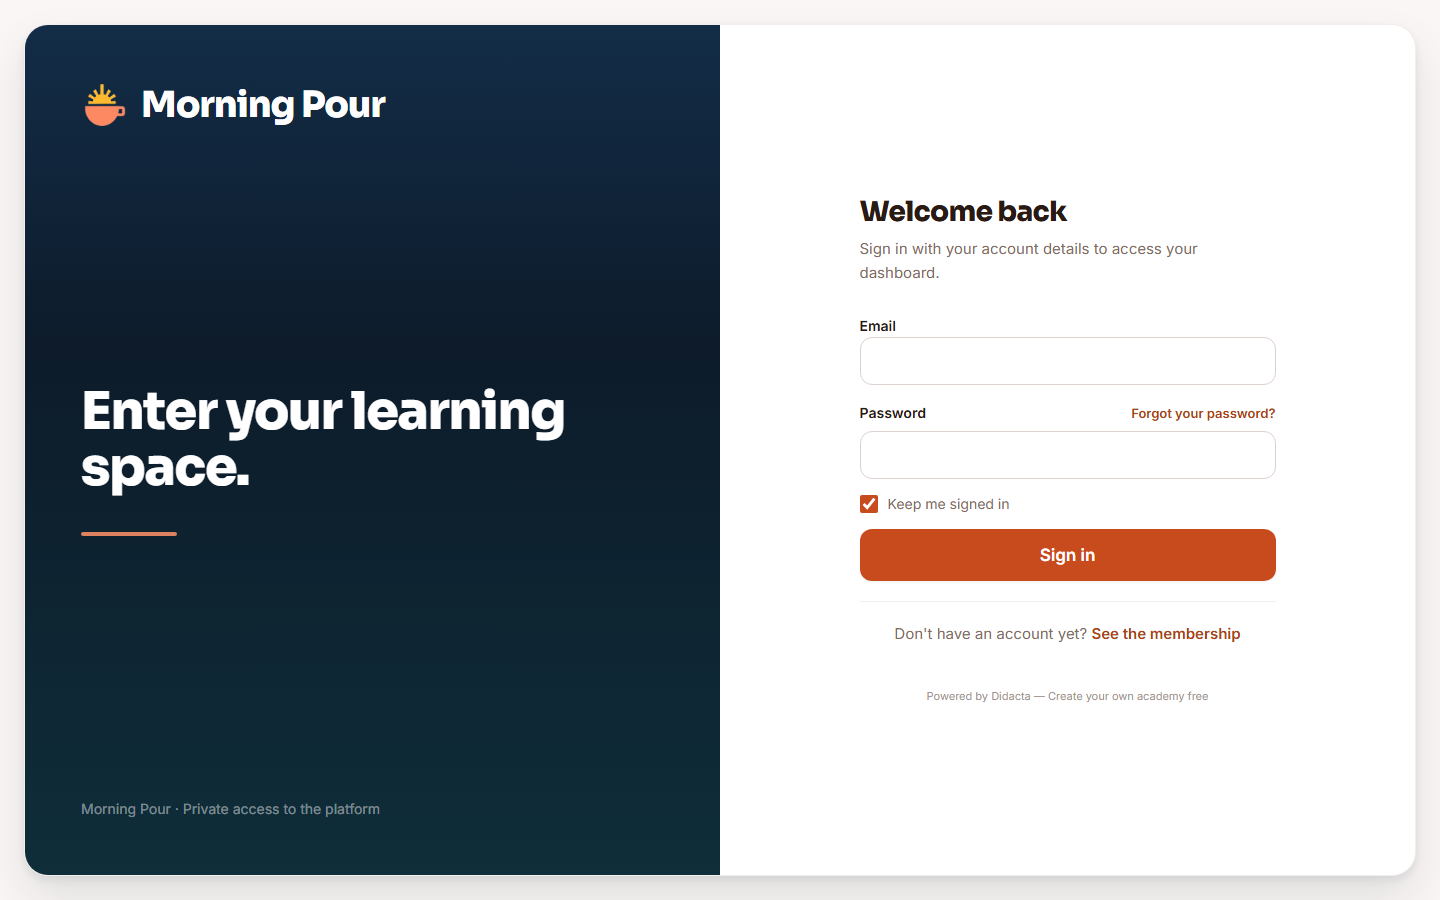 Morning Pour
Enter your learning
space.
Morning Pour · Private access to the platform
Welcome back
Sign in with your account details to access your
dashboard.
Email
Password
Forgot your password?
Keep me signed in
Sign in
Don't have an account yet? See the membership
Powered by Didacta — Create your own academy free